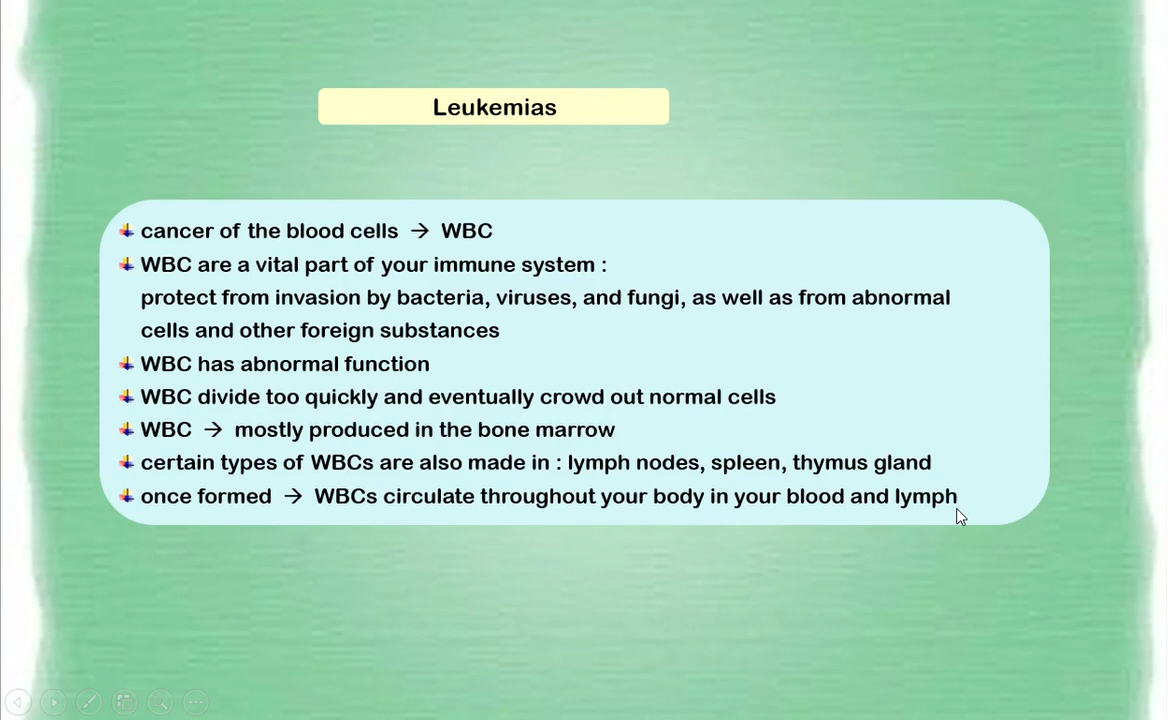 Leukemias
cancer of the blood cells → WBC
WBC are a vital part of your immune system :
protect from invasion by bacteria, viruses, and fungi, as well as from abnormal
cells and other foreign substances
WBC has abnormal function
WBC divide too quickly and eventually crowd out normal cells
WBC → mostly produced in the bone marrow
certain types of WBCs are also made in : lymph nodes, spleen, thymus gland
once formed → WBCs circulate throughout your body in your blood and lymph